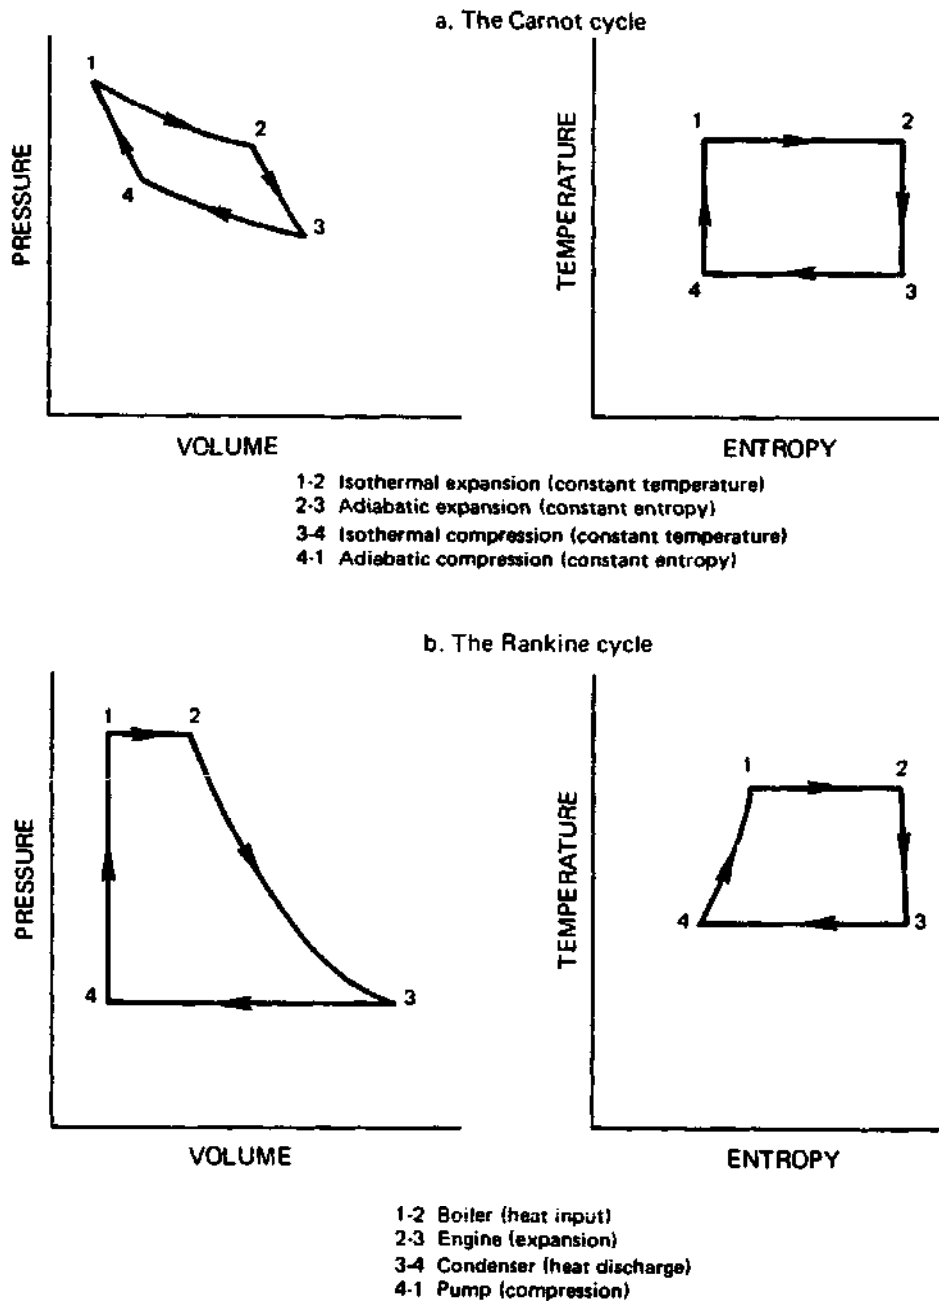 a. The Carnot cycle
1
2
3
4
PRESSURE
VOLUME
1
2
3
4
TEMPERATURE
ENTROPY
1-2 Isothermal expansion (constant temperature)
2-3 Adiabatic expansion (constant entropy)
3-4 Isothermal compression (constant temperature)
4-1 Adiabatic compression (constant entropy)
b. The Rankine cycle
1
2
3
4
PRESSURE
VOLUME
1
2
3
4
TEMPERATURE
ENTROPY
1-2 Boiler (heat input)
2-3 Engine (expansion)
3-4 Condenser (heat discharge)
4-1 Pump (compression)